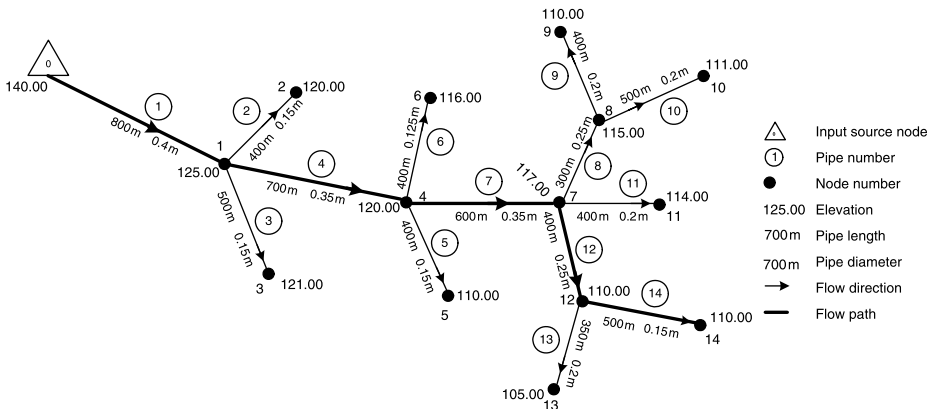 0
140.00
1
800m 0.4m
1
125.00
2
2
120.00
400m 0.15m
3
500m 0.15m
3
121.00
4
700m 0.35m
4
120.00
6
116.00
6
400m 0.125m
5
400m 0.15m
110.00
5
7
600m 0.35m
117.00
7
8
300m 0.25m
8
115.00
110.00
9
9
400m 0.2m
10
500m 0.2m
111.00
10
11
400m 0.2m
114.00
11
12
400m 0.25m
12
110.00
13
350m 0.2m
105.00
13
14
500m 0.15m
110.00
14
Input source node
1 Pipe number
Node number
125.00 Elevation
700m Pipe length
700m Pipe diameter
Flow direction
Flow path